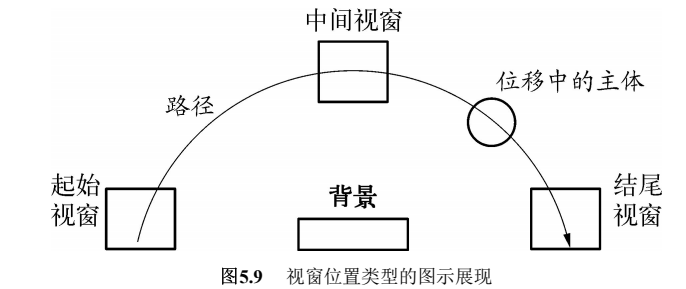 中间视窗
位移中的主体
路径
起始
视窗
背景
结尾
视窗
图5.9 视窗位置类型的图示展现